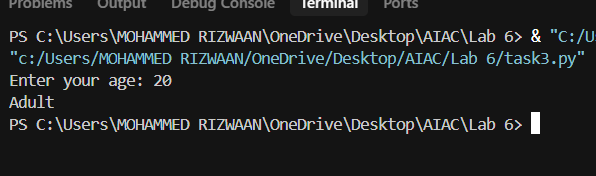 Problems Output Debug Console Terminal Ports
PS C:\Users\MOHAMMED RIZWAAN\OneDrive\Desktop\AIAC\Lab 6> & "C:/U
"c:/Users/MOHAMMED RIZWAAN/OneDrive/Desktop/AIAC/Lab 6/task3.py"
Enter your age: 20
Adult
PS C:\Users\MOHAMMED RIZWAAN\OneDrive\Desktop\AIAC\Lab 6>